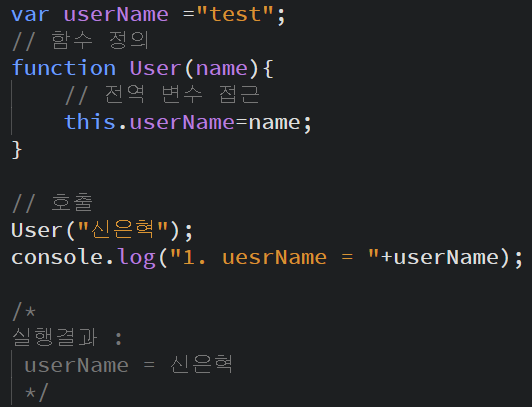 var userName ="test";
// 함수 정의
function User(name){
// 전역 변수 접근
this.userName=name;
}
// 호출
User("신은혁");
console.log("1. uesrName = "+userName);
/*
실행결과 :
userName = 신은혁
*/